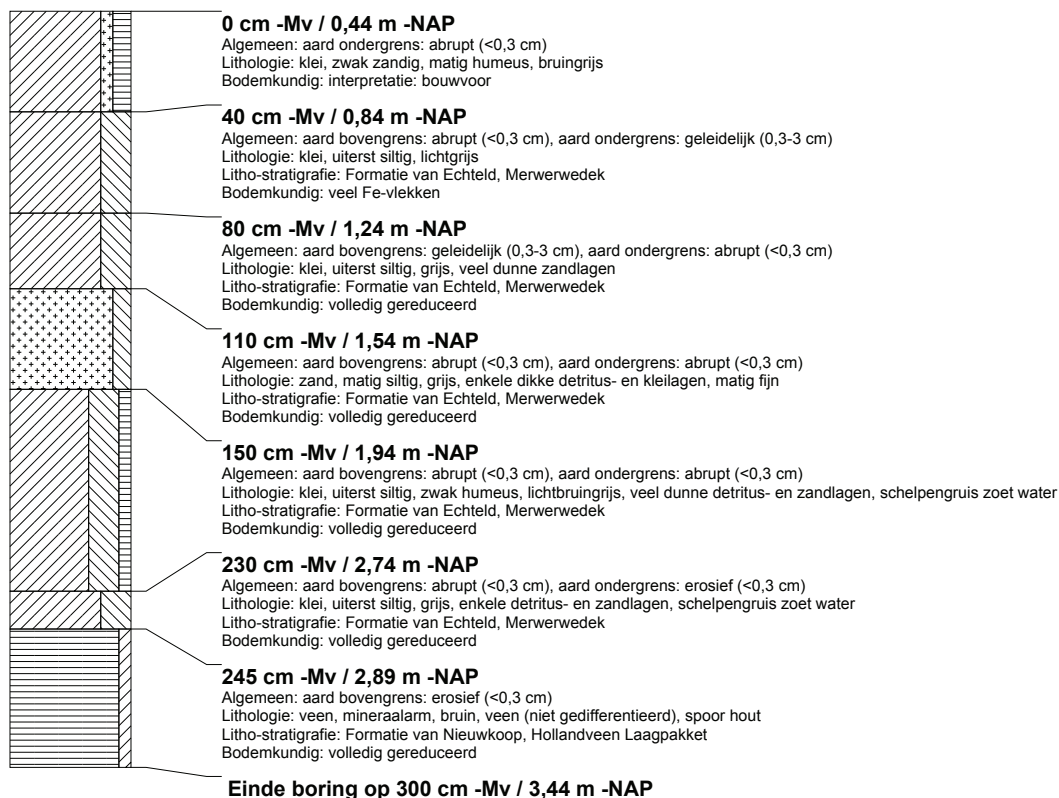 0 cm -Mv / 0,44 m -NAP
Algemeen: aard ondergrens: abrupt (<0,3 cm)
Lithologie: klei, zwak zandig, matig humeus, bruingrijs
Bodemkundig: interpretatie: bouwvoor
40 cm -Mv / 0,84 m -NAP
Algemeen: aard bovengrens: abrupt (<0,3 cm), aard ondergrens: geleidelijk (0,3-3 cm)
Lithologie: klei, uiterst siltig, lichtgrijs
Litho-stratigrafie: Formatie van Echteld, Merwerwedek
Bodemkundig: veel Fe-vlekken
80 cm -Mv / 1,24 m -NAP
Algemeen: aard bovengrens: geleidelijk (0,3-3 cm), aard ondergrens: abrupt (<0,3 cm)
Lithologie: klei, uiterst siltig, grijs, veel dunne zandlagen
Litho-stratigrafie: Formatie van Echteld, Merwerwedek
Bodemkundig: volledig gereduceerd
110 cm -Mv / 1,54 m -NAP
Algemeen: aard bovengrens: abrupt (<0,3 cm), aard ondergrens: abrupt (<0,3 cm)
Lithologie: zand, matig siltig, grijs, enkele dikke detritus- en kleilagen, matig fijn
Litho-stratigrafie: Formatie van Echteld, Merwerwedek
Bodemkundig: volledig gereduceerd
150 cm -Mv / 1,94 m -NAP
Algemeen: aard bovengrens: abrupt (<0,3 cm), aard ondergrens: abrupt (<0,3 cm)
Lithologie: klei, uiterst siltig, zwak humeus, lichtbruingrijs, veel dunne detritus- en zandlagen, schelpengruis zoet water
Litho-stratigrafie: Formatie van Echteld, Merwerwedek
Bodemkundig: volledig gereduceerd
230 cm -Mv / 2,74 m -NAP
Algemeen: aard bovengrens: abrupt (<0,3 cm), aard ondergrens: erosief (<0,3 cm)
Lithologie: klei, uiterst siltig, grijs, enkele detritus- en zandlagen, schelpengruis zoet water
Litho-stratigrafie: Formatie van Echteld, Merwerwedek
Bodemkundig: volledig gereduceerd
245 cm -Mv / 2,89 m -NAP
Algemeen: aard bovengrens: erosief (<0,3 cm)
Lithologie: veen, mineraalarm, bruin, veen (niet gedifferentieerd), spoor hout
Litho-stratigrafie: Formatie van Nieuwkoop, Hollandveen Laagpakket
Bodemkundig: volledig gereduceerd
Einde boring op 300 cm -Mv / 3,44 m -NAP